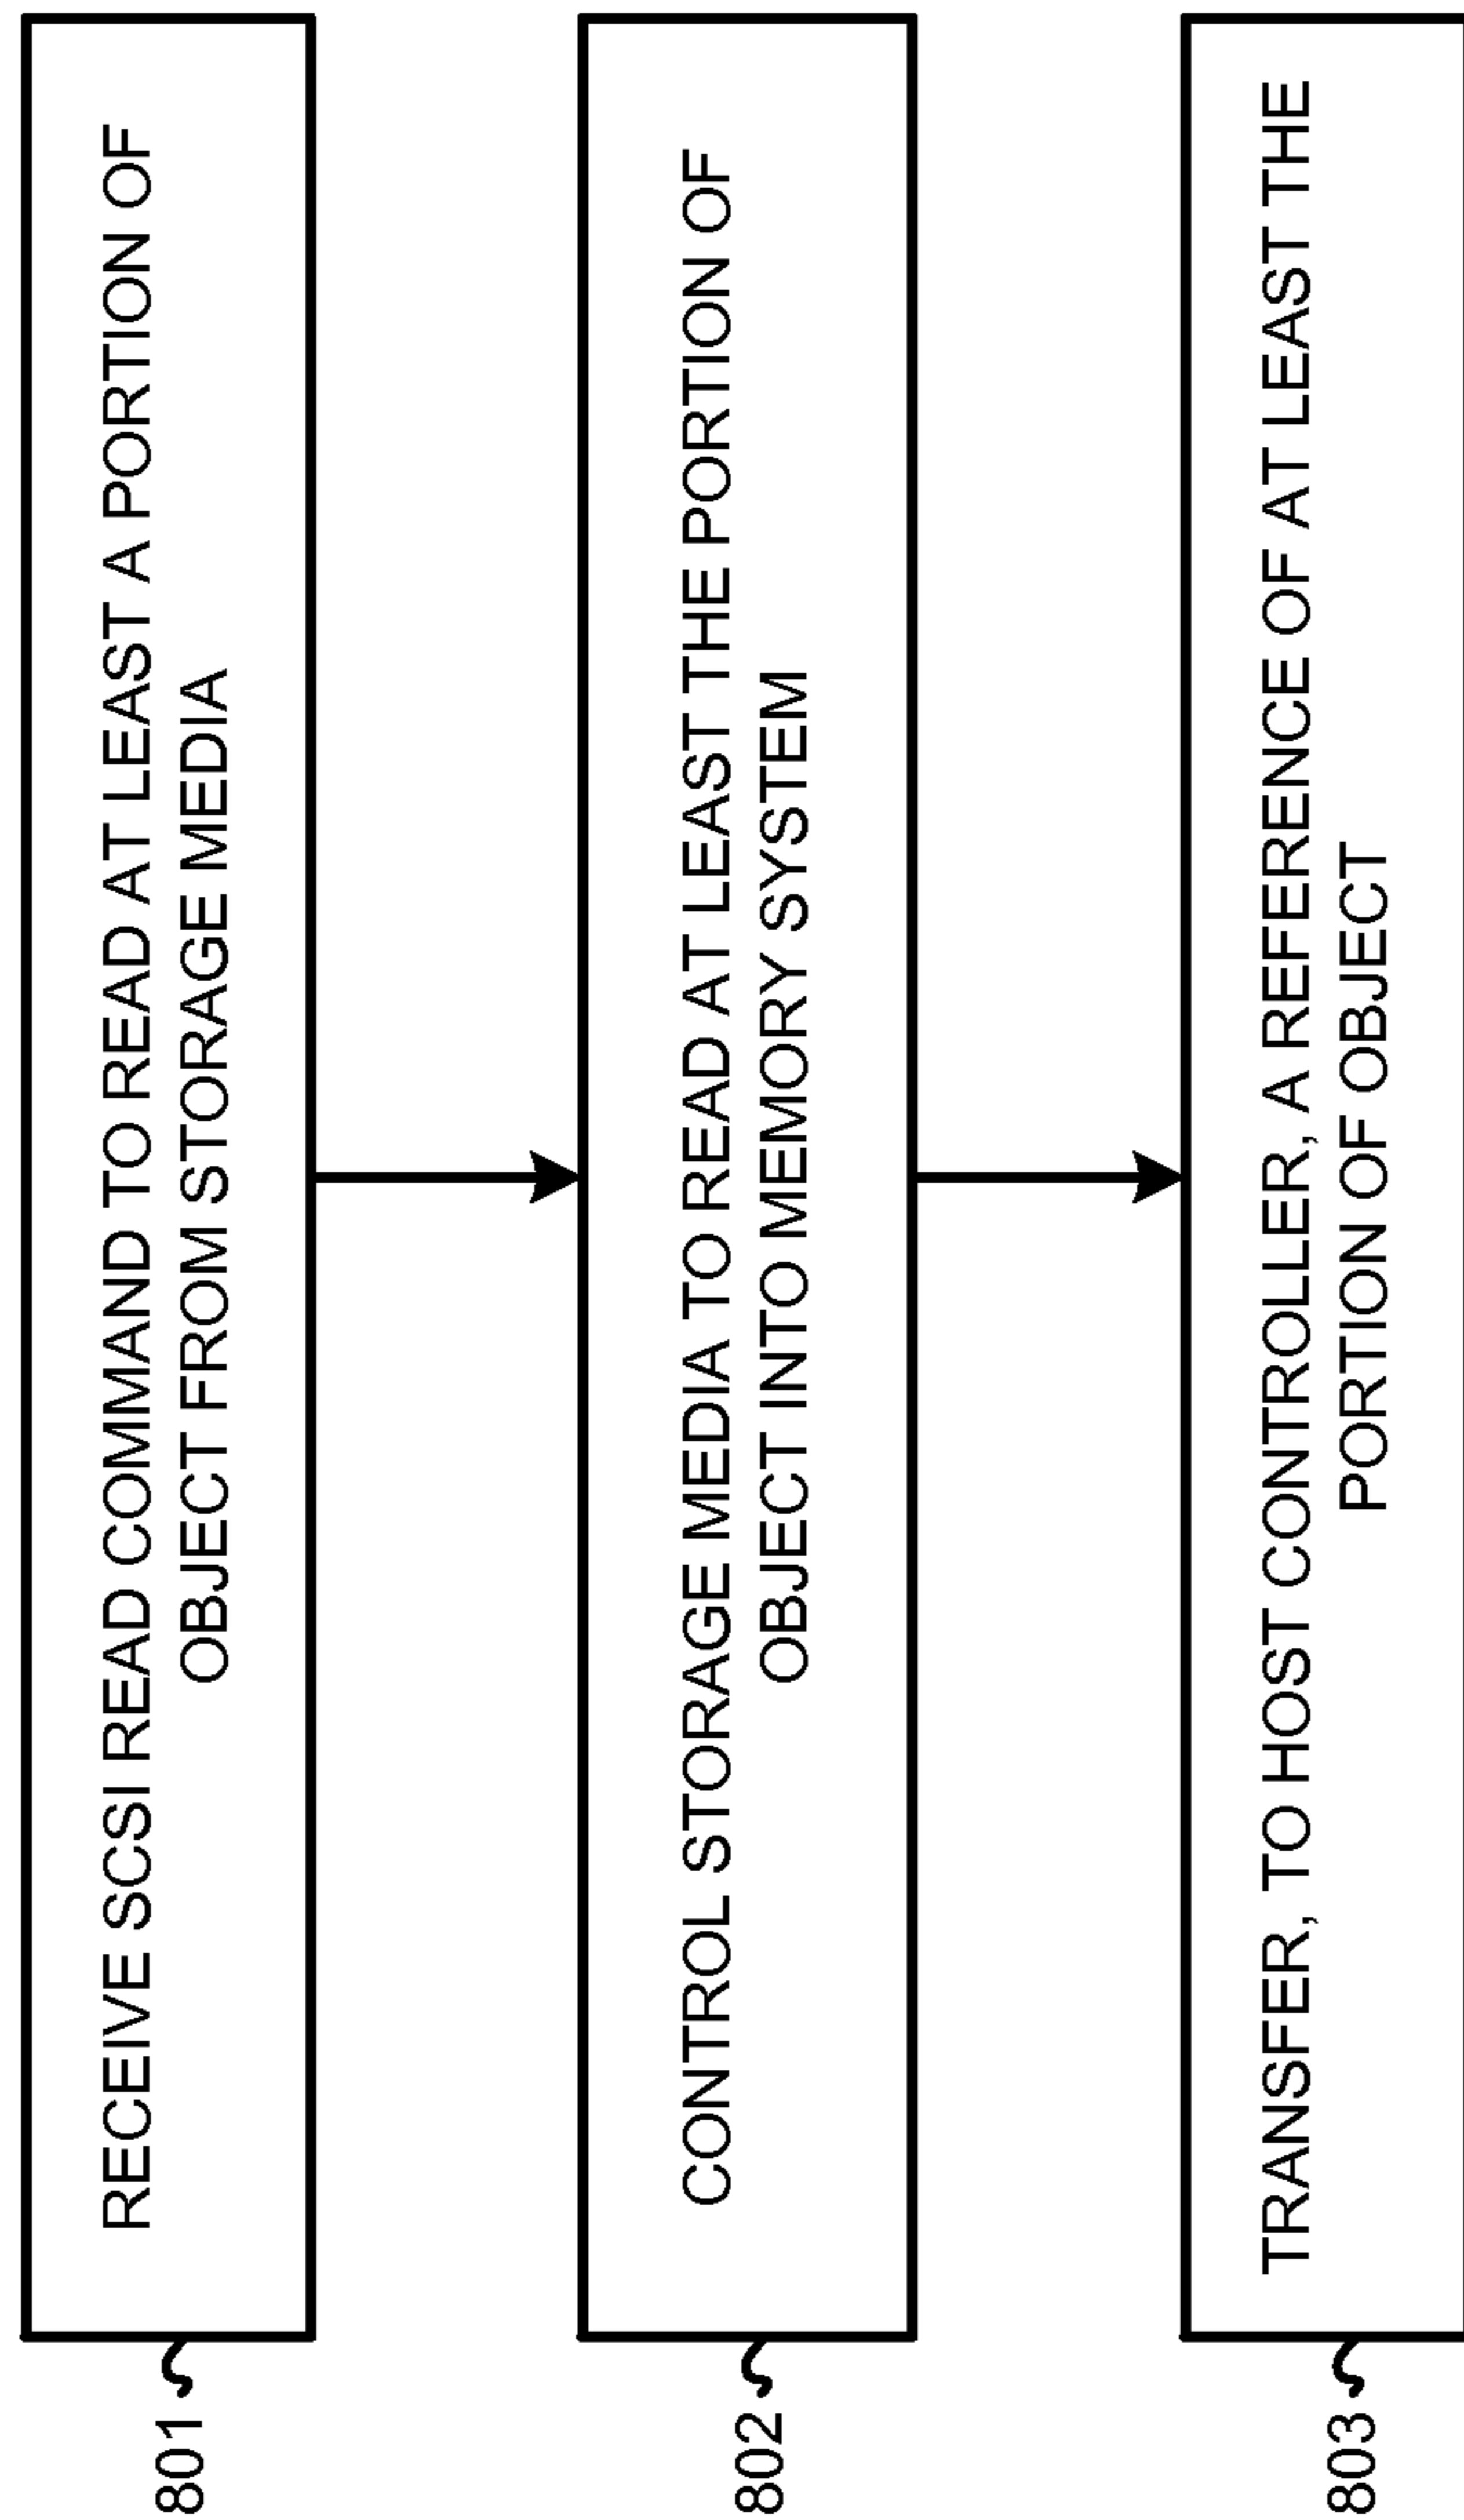 801
RECEIVE SCSI READ COMMAND TO READ AT LEAST A PORTION OF
OBJECT FROM STORAGE MEDIA
802
CONTROL STORAGE MEDIA TO READ AT LEAST THE PORTION OF
OBJECT INTO MEMORY SYSTEM
803
TRANSFER, TO HOST CONTROLLER, A REFERENCE OF AT LEAST THE
PORTION OF OBJECT